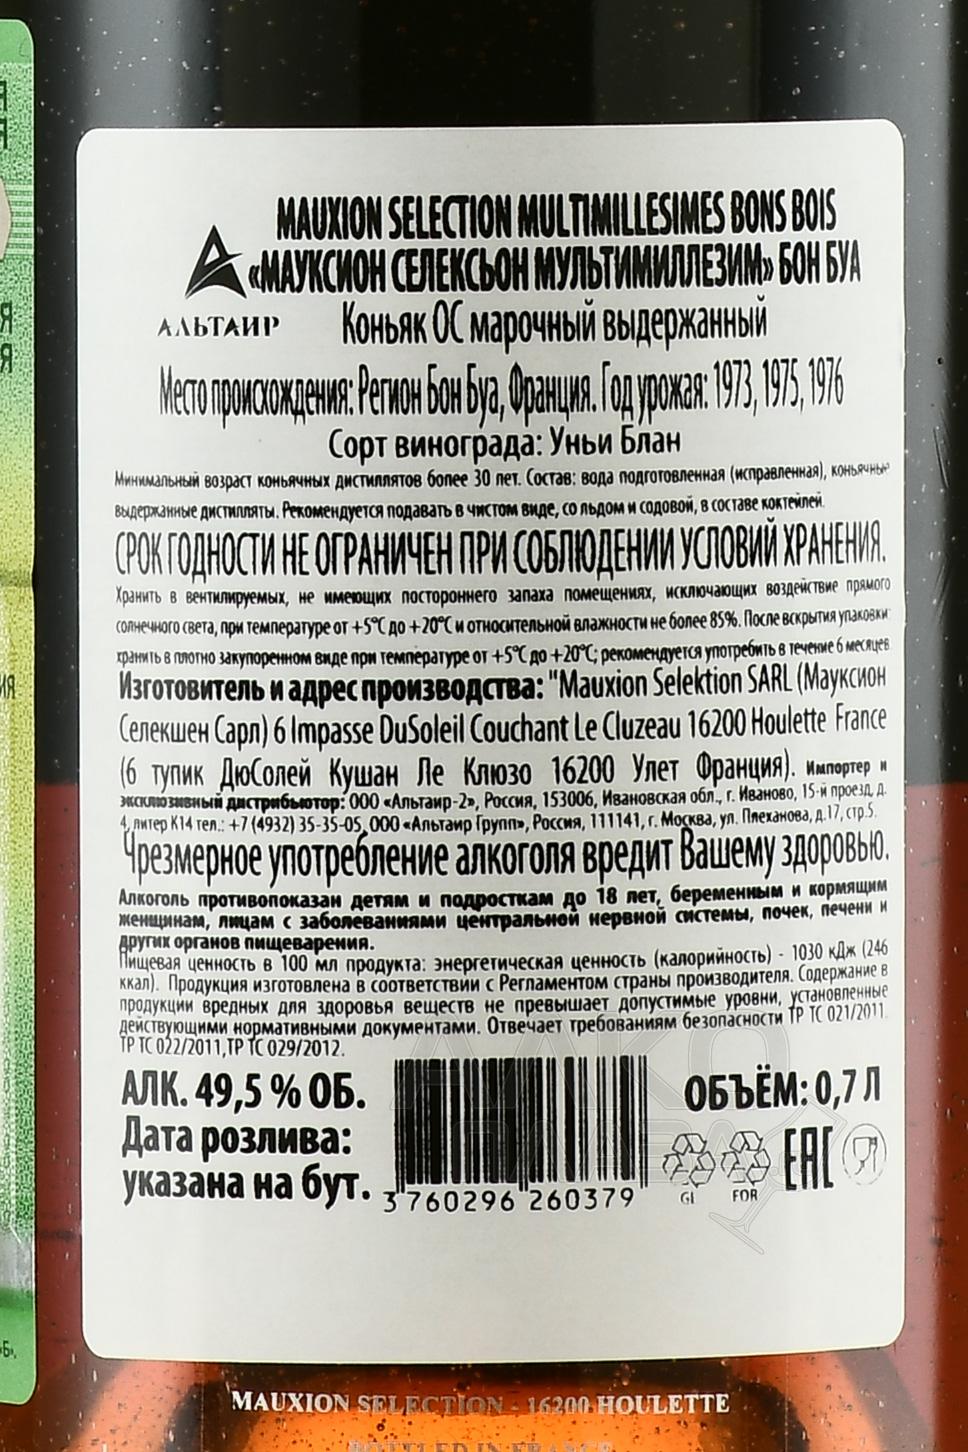 MAUXION SELECTION MULTIMILLESIMES BONS BOIS
«МАУКСИОН СЕЛЕКСЬОН МУЛЬТИМИЛЛЕЗИМ» БОН БУА
АЛЬТАИР
Коньяк ОС марочный выдержанный
Место происхождения: Регион Бон Буа, Франция. Год урожая: 1973, 1975, 1976
Сорт винограда: Уньи Блан
Минимальный возраст коньячных дистиллятов более 30 лет. Состав: вода подготовленная (исправленная), коньячные
выдержанные дистилляты. Рекомендуется подавать в чистом виде, со льдом и содовой, в составе коктейлей.
СРОК ГОДНОСТИ НЕ ОГРАНИЧЕН ПРИ СОБЛЮДЕНИИ УСЛОВИЙ ХРАНЕНИЯ.
Хранить в вентилируемых, не имеющих постороннего запаха помещениях, исключающих воздействие прямого
солнечного света, при температуре от +5°С до +20°С и относительной влажности не более 85%. После вскрытия упаковки
хранить в плотно закупоренном виде при температуре от +5°С до +20°С; рекомендуется употребить в течение 6 месяцев
Изготовитель и адрес производства: "Mauxion Selektion SARL (Мауксион
Селекшен Сарл) 6 Impasse DuSoleil Couchant Le Cluzeau 16200 Houlette France
(6 тупик ДюСолей Кушан Ле Клюзо 16200 Улет Франция). Импортер и
эксклюзивный дистрибьютор: ООО «Альтаир-2», Россия, 153006, Ивановская обл., г. Иваново, 15-й проезд, д.
4, литер К14 тел.: +7 (4932) 35-35-05, ООО «Альтаир Групп», Россия, 111141, г. Москва, ул. Плеханова, д.17, стр.5.
Чрезмерное употребление алкоголя вредит Вашему здоровью.
Алкоголь противопоказан детям и подросткам до 18 лет, беременным и кормящим
женщинам, лицам с заболеваниями центральной нервной системы, почек, печени и
других органов пищеварения.
Пищевая ценность в 100 мл продукта: энергетическая ценность (калорийность) - 1030 кДж (246
ккал). Продукция изготовлена в соответствии с Регламентом страны производителя. Содержание в
продукции вредных для здоровья веществ не превышает допустимые уровни, установленные
действующими нормативными документами. Отвечает требованиям безопасности ТР ТС 021/2011
ТР ТС 022/2011,ТР ТС 029/2012.
АЛК. 49,5 % ОБ.
ОБЪЁМ: 0,7 Л
Дата розлива:
указана на бут.
3 760296 260379
GL
FOR
EAC
MAUXION SELECTION - 16200 HOULETTE
BOTTLED IN FRANCE